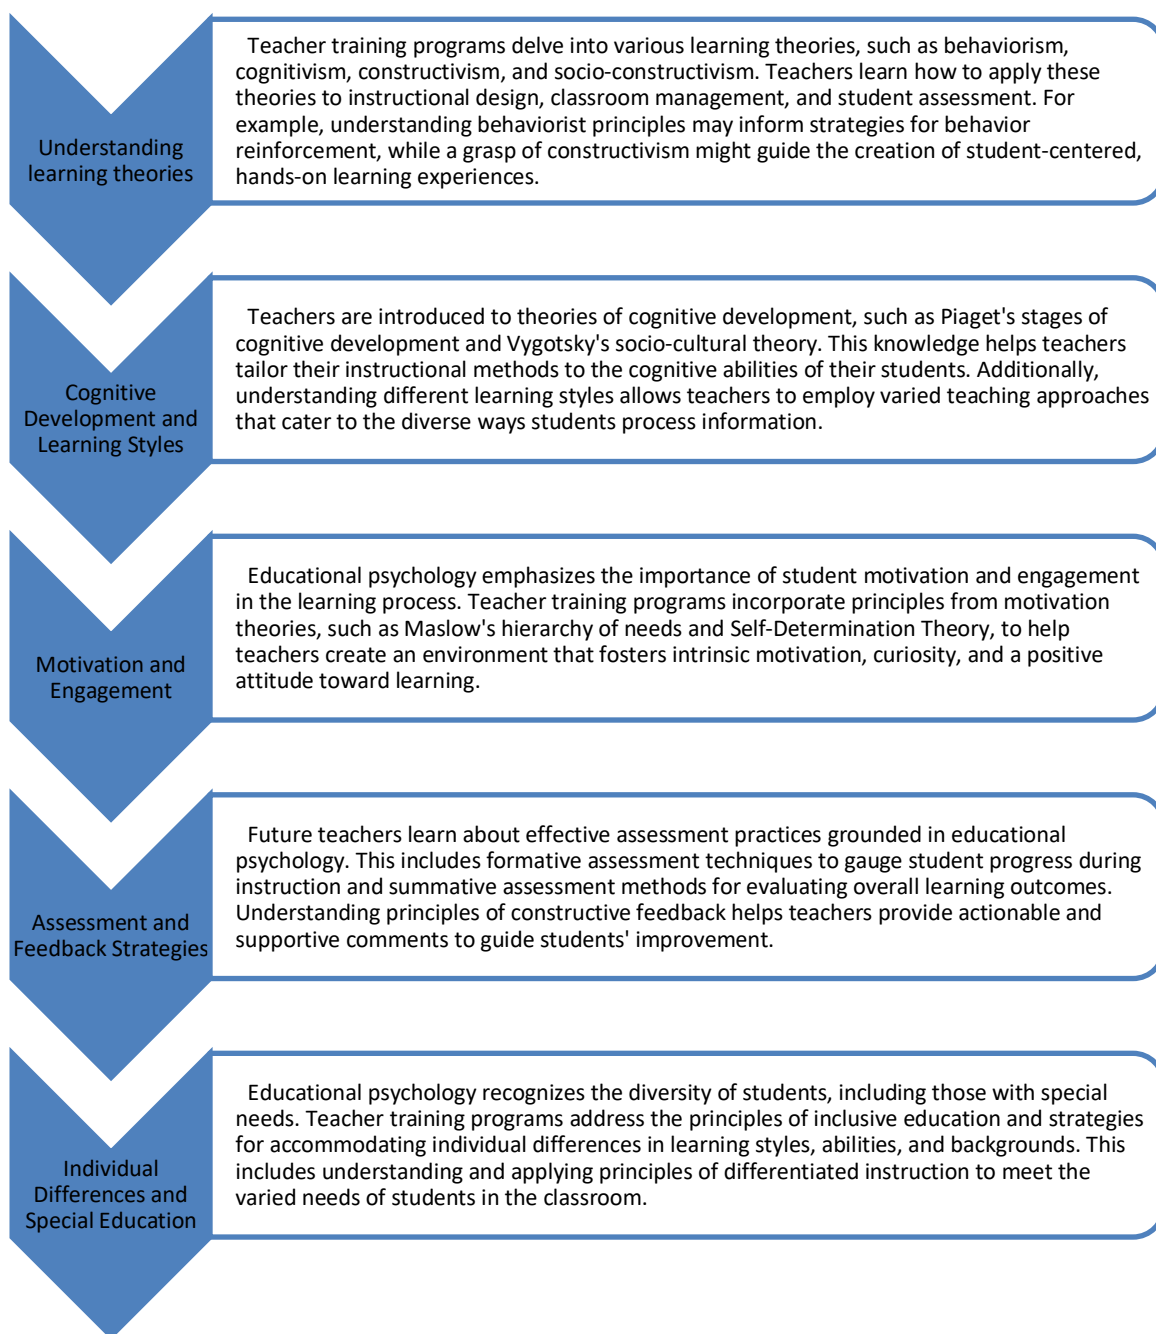 Understanding
learning theories
Teacher training programs delve into various learning theories, such as behaviorism,
cognitivism, constructivism, and socio-constructivism. Teachers learn how to apply these
theories to instructional design, classroom management, and student assessment. For
example, understanding behaviorist principles may inform strategies for behavior
reinforcement, while a grasp of constructivism might guide the creation of student-centered,
hands-on learning experiences.
Cognitive
Development and
Learning Styles
Teachers are introduced to theories of cognitive development, such as Piaget's stages of
cognitive development and Vygotsky's socio-cultural theory. This knowledge helps teachers
tailor their instructional methods to the cognitive abilities of their students. Additionally,
understanding different learning styles allows teachers to employ varied teaching approaches
that cater to the diverse ways students process information.
Motivation and
Engagement
Educational psychology emphasizes the importance of student motivation and engagement
in the learning process. Teacher training programs incorporate principles from motivation
theories, such as Maslow's hierarchy of needs and Self-Determination Theory, to help
teachers create an environment that fosters intrinsic motivation, curiosity, and a positive
attitude toward learning.
Assessment and
Feedback Strategies
Future teachers learn about effective assessment practices grounded in educational
psychology. This includes formative assessment techniques to gauge student progress during
instruction and summative assessment methods for evaluating overall learning outcomes.
Understanding principles of constructive feedback helps teachers provide actionable and
supportive comments to guide students' improvement.
Individual
Differences and
Special Education
Educational psychology recognizes the diversity of students, including those with special
needs. Teacher training programs address the principles of inclusive education and strategies
for accommodating individual differences in learning styles, abilities, and backgrounds. This
includes understanding and applying principles of differentiated instruction to meet the
varied needs of students in the classroom.